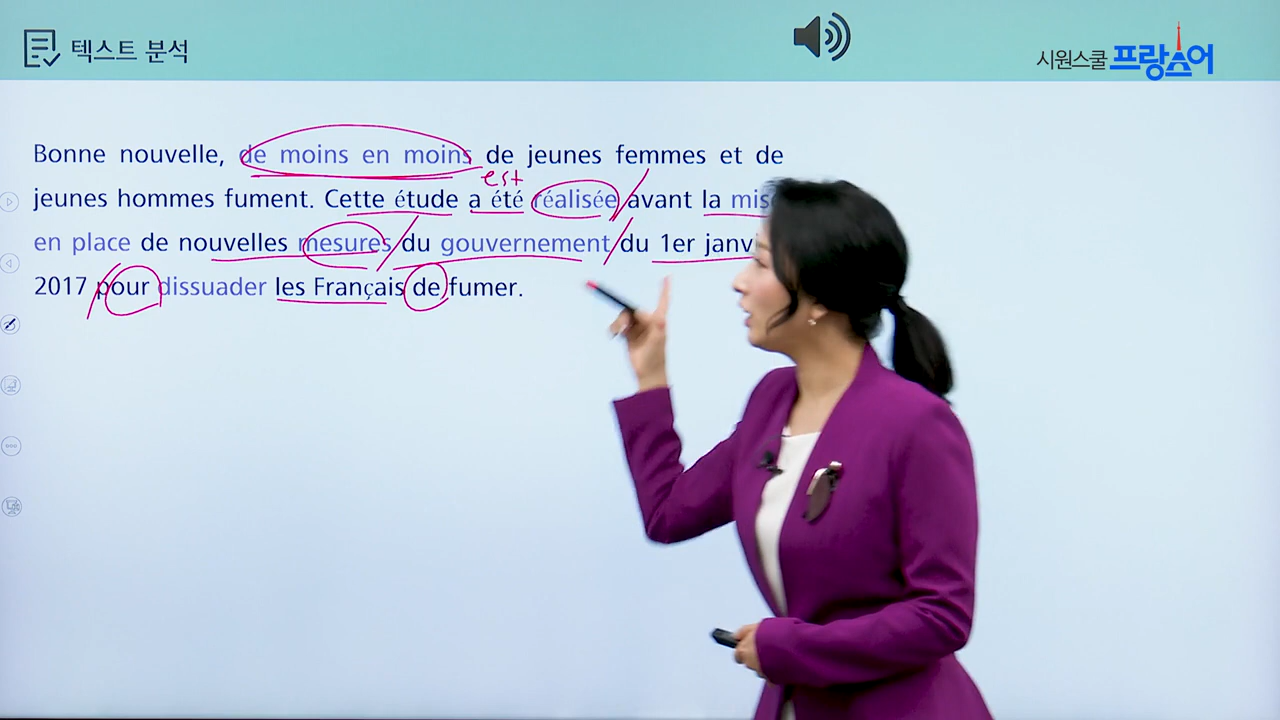 텍스트 분석
시원스쿨 프랑스어
Bonne nouvelle, de moins en moins de jeunes femmes et de
est
jeunes hommes fument. Cette étude a été réalisée avant la mise
en place de nouvelles mesures du gouvernement du 1er janvi
2017 pour dissuader les Français de fumer.